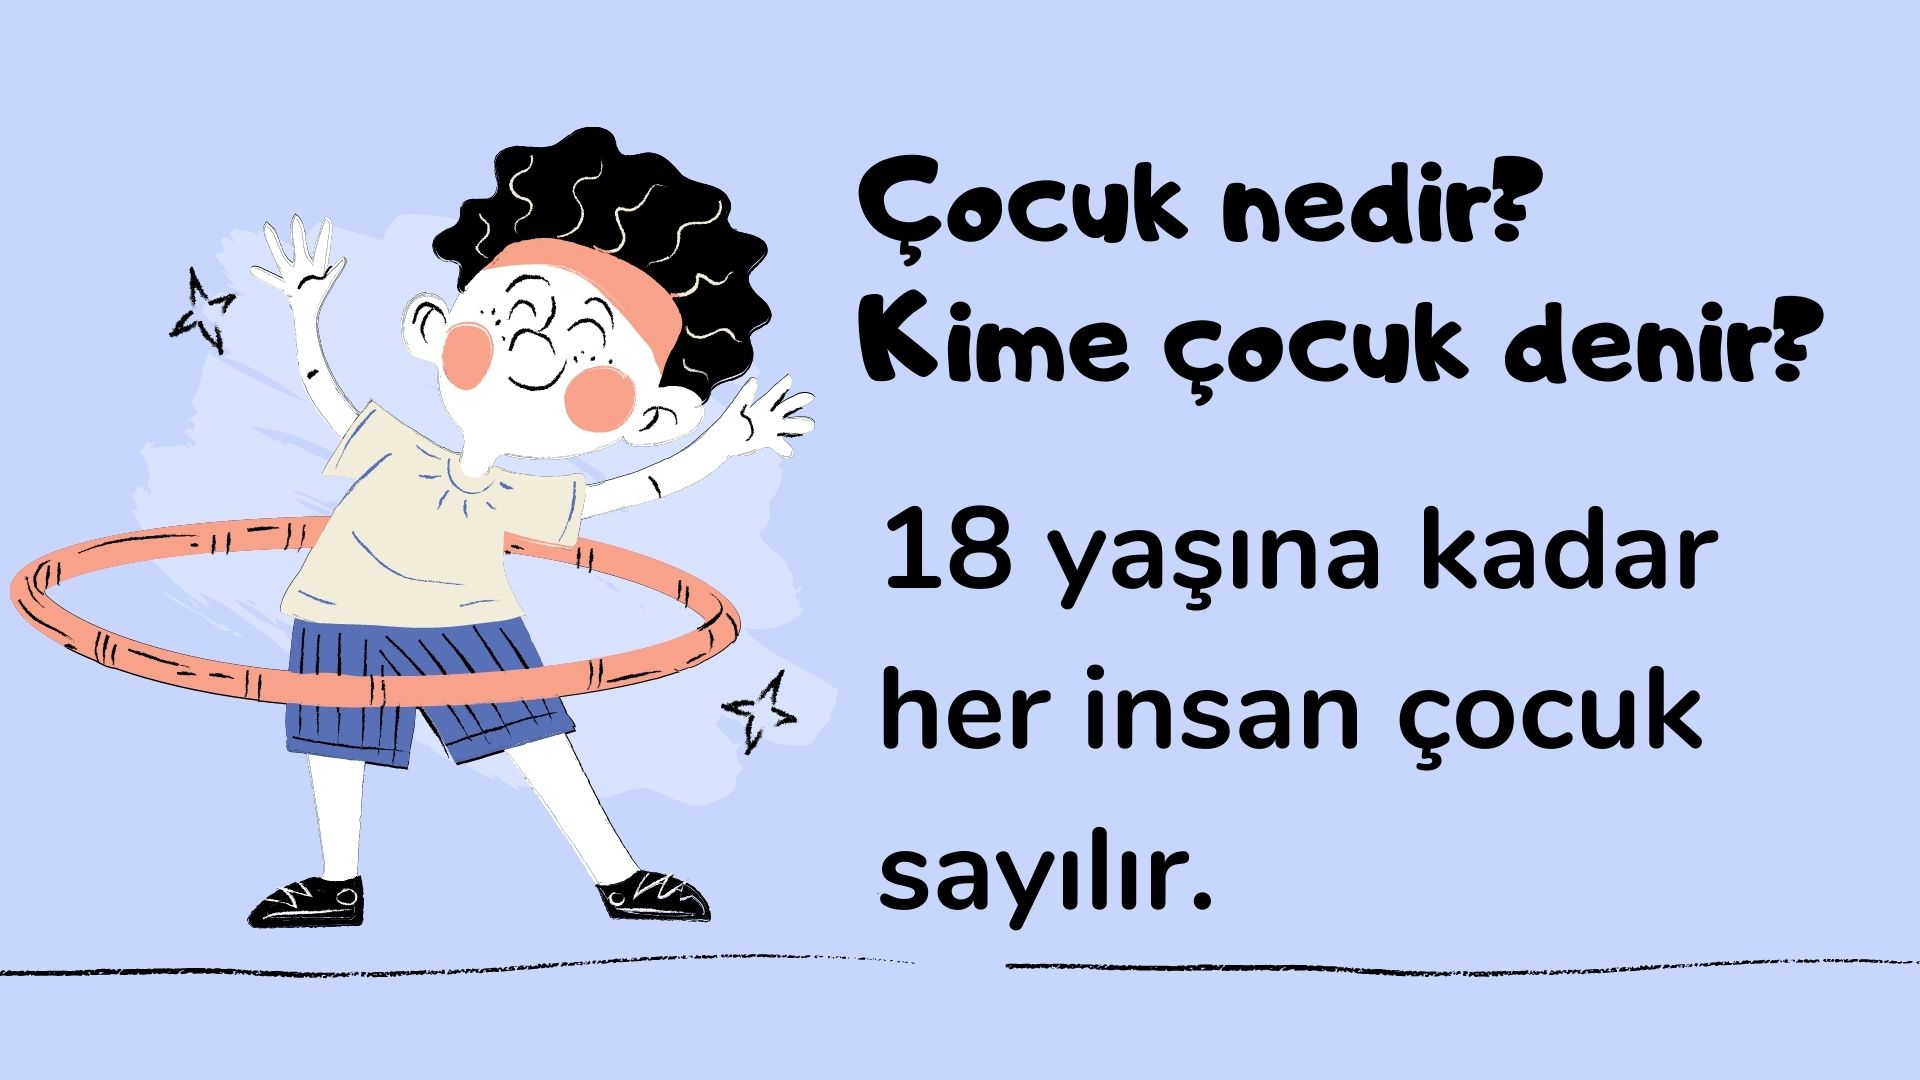 Çocuk nedir?
Kime çocuk denir?
18 yaşına kadar
her insan çocuk
sayılır.